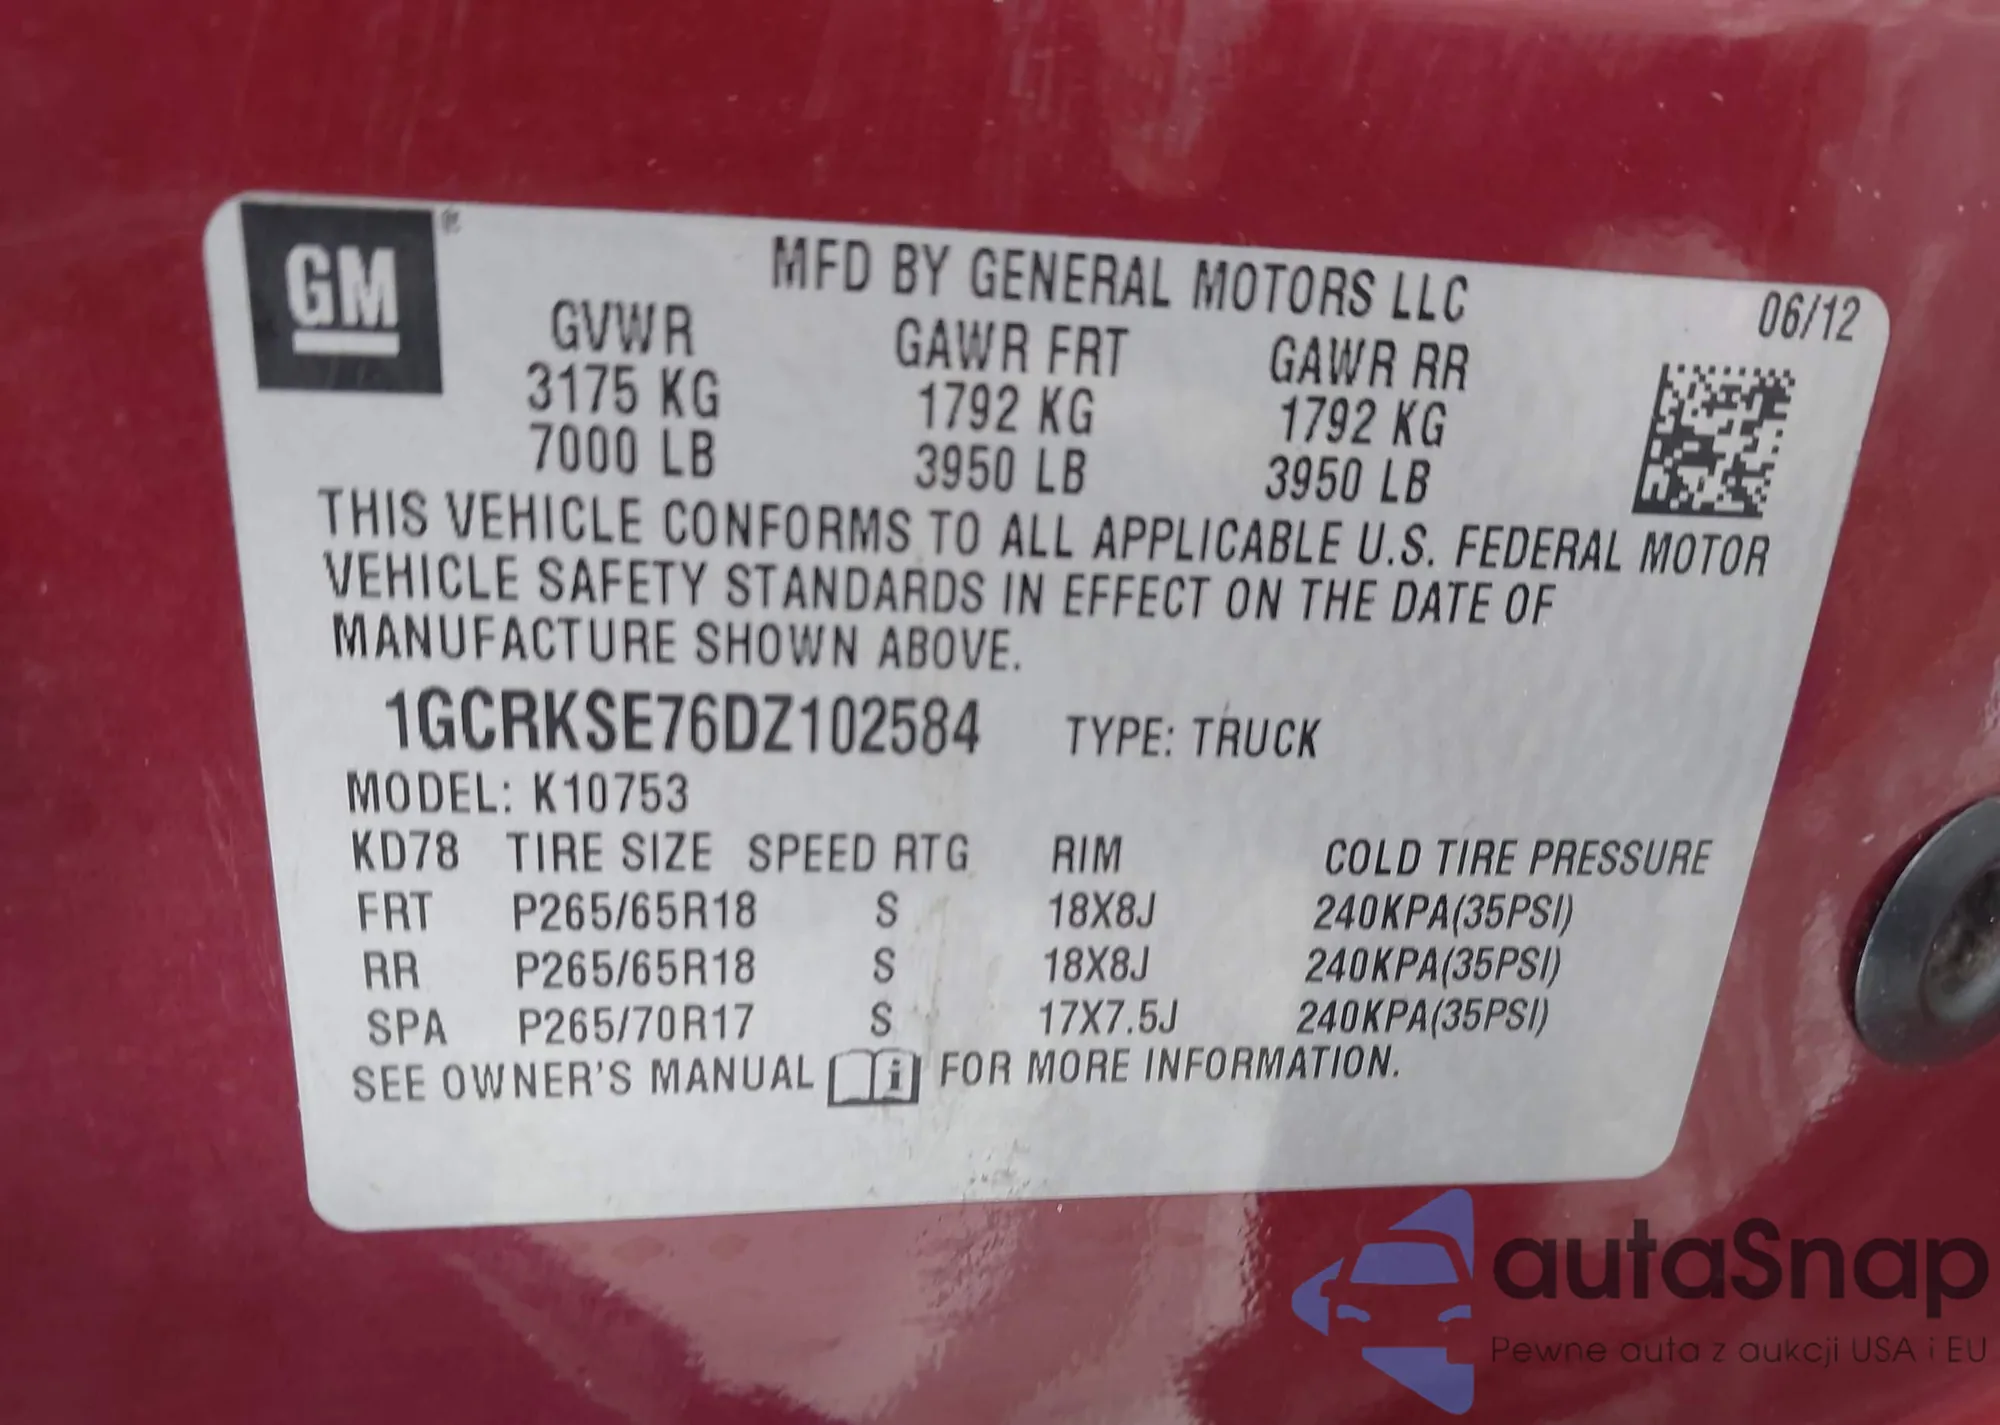 GM
MFD BY GENERAL MOTORS LLC
06/12
GVWR GAWR FRT GAWR RR
3175 KG 1792 KG 1792 KG
7000 LB 3950 LB 3950 LB
THIS VEHICLE CONFORMS TO ALL APPLICABLE U.S. FEDERAL MOTOR
VEHICLE SAFETY STANDARDS IN EFFECT ON THE DATE OF
MANUFACTURE SHOWN ABOVE.
1GCRKSE76DZ102584 TYPE: TRUCK
MODEL: K10753
KD78 TIRE SIZE SPEED RTG RIM COLD TIRE PRESSURE
FRT P265/65R18 S 18X8J 240KPA(35PSI)
RR P265/65R18 S 18X8J 240KPA(35PSI)
SPA P265/70R17 S 17X7.5J 240KPA(35PSI)
SEE OWNER'S MANUAL i FOR MORE INFORMATION.
autaSnap
Pewne auta z aukcji USA i EU